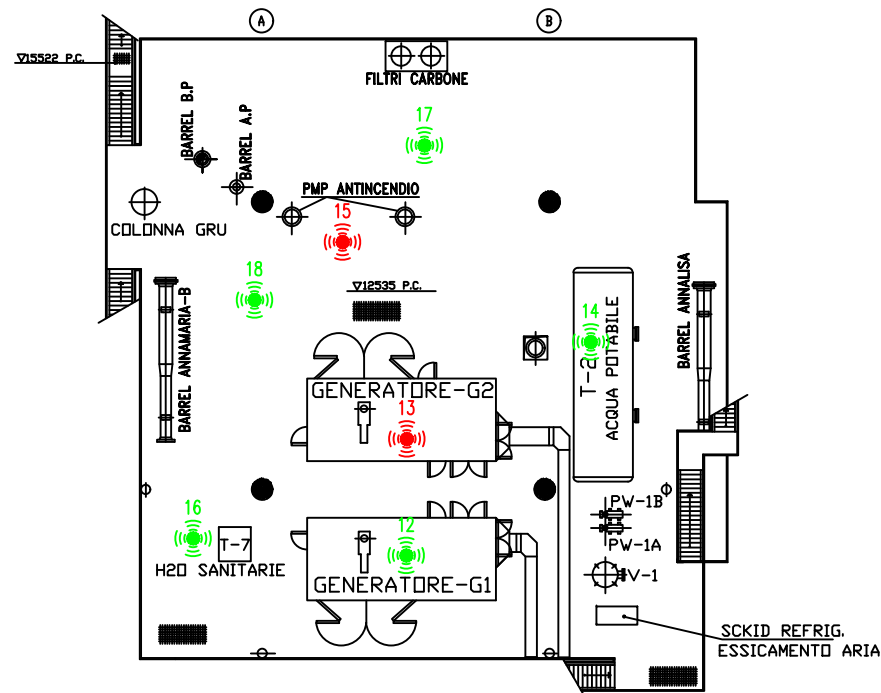 A
B
▽15522 P.C.
FILTRI CARBONE
BARREL B.P
BARREL A.P
17
PMP ANTINCENDIO
15
COLONNA GRU
18
▽12535 P.C.
BARREL ANNAMARIA-B
14
T-2
ACQUA POTABILE
BARREL ANNALISA
GENERATORE-G2
13
16
T-7
H2O SANITARIE
12
GENERATORE-G1
PW-1B
PW-1A
V-1
SCKID REFRIG.
ESSICAMENTO ARIA